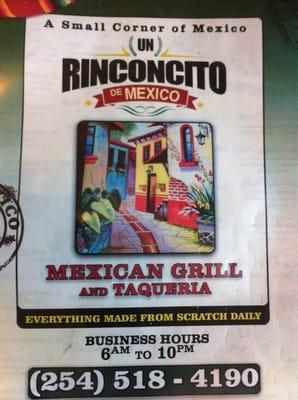 A Small Corner of Mexico
UN
RINCONCITO
DE MEXICO
MEXICAN GRILL
AND TAQUERIA
EVERYTHING MADE FROM SCRATCH DAILY
BUSINESS HOURS
6AM TO 10PM
(254) 518 - 4190